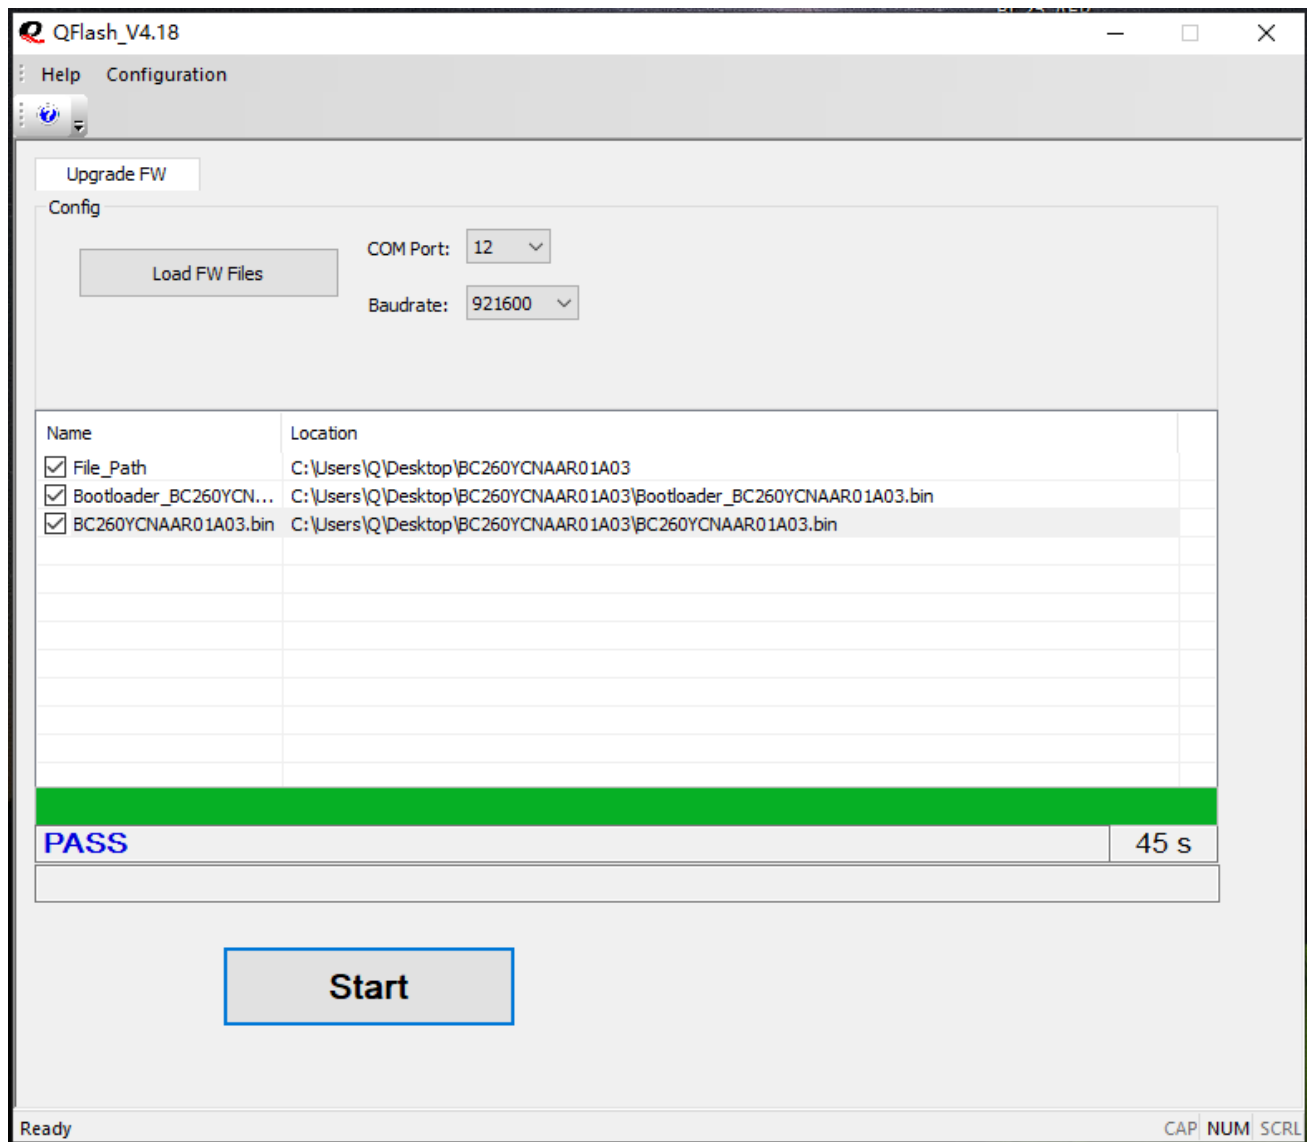 QFlash_V4.18
Help Configuration
Upgrade FW
Config
Load FW Files
COM Port: 12
Baudrate: 921600
Name Location
File_Path C:\Users\Q\Desktop\BC260YCNAAR01A03
Bootloader_BC260YCN... C:\Users\Q\Desktop\BC260YCNAAR01A03\Bootloader_BC260YCNAAR01A03.bin
BC260YCNAAR01A03.bin C:\Users\Q\Desktop\BC260YCNAAR01A03\BC260YCNAAR01A03.bin
PASS 45 s
Start
Ready CAP NUM SCRL